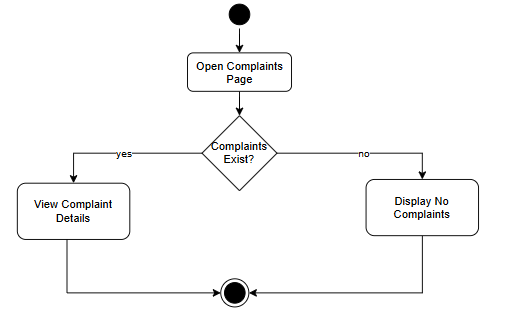 Open Complaints
Page
Complaints
Exist?
yes
no
View Complaint
Details
Display No
Complaints